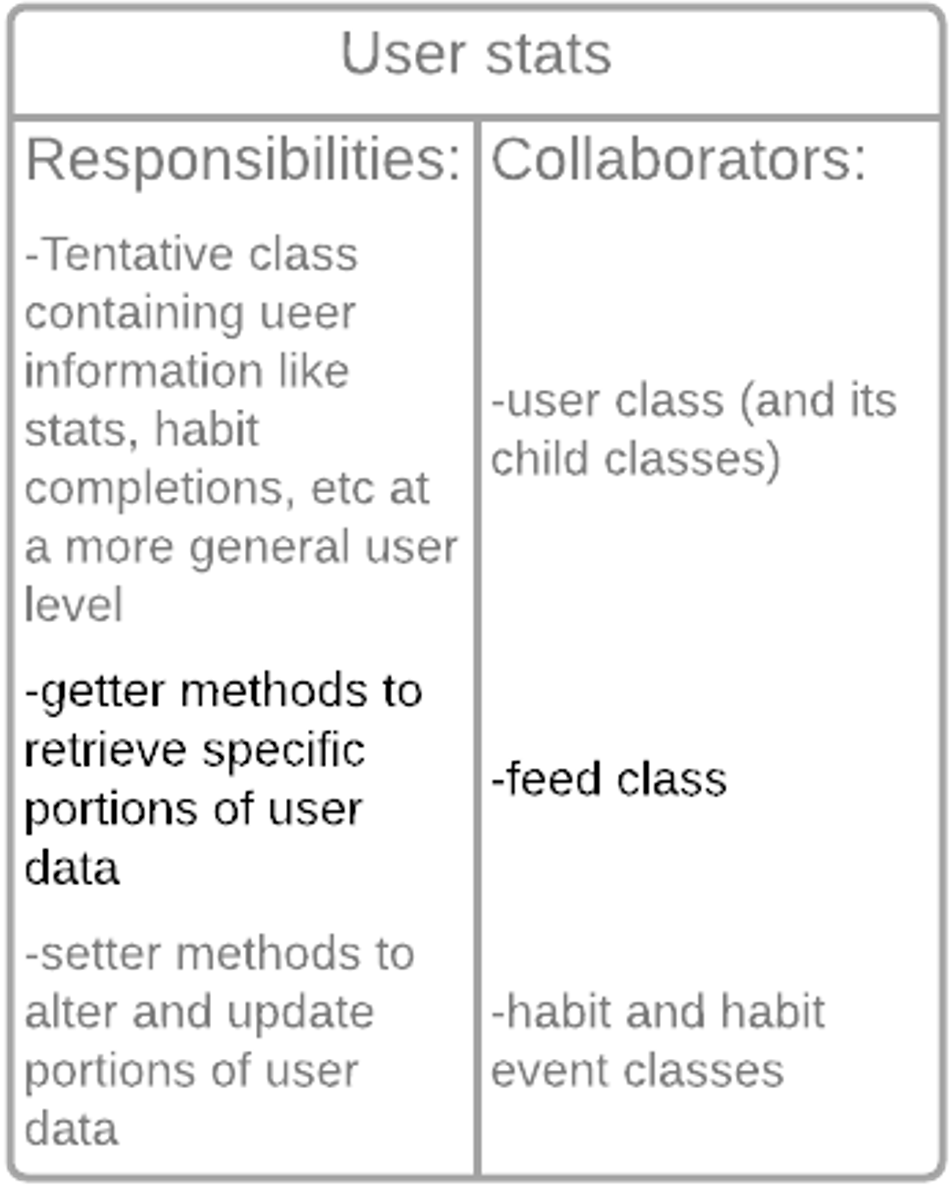 User stats
Responsibilities:
-Tentative class
containing ueer
information like
stats, habit
completions, etc at
a more general user
level
-getter methods to
retrieve specific
portions of user
data
-setter methods to
alter and update
portions of user
data
Collaborators:
-user class (and its
child classes)
-feed class
-habit and habit
event classes